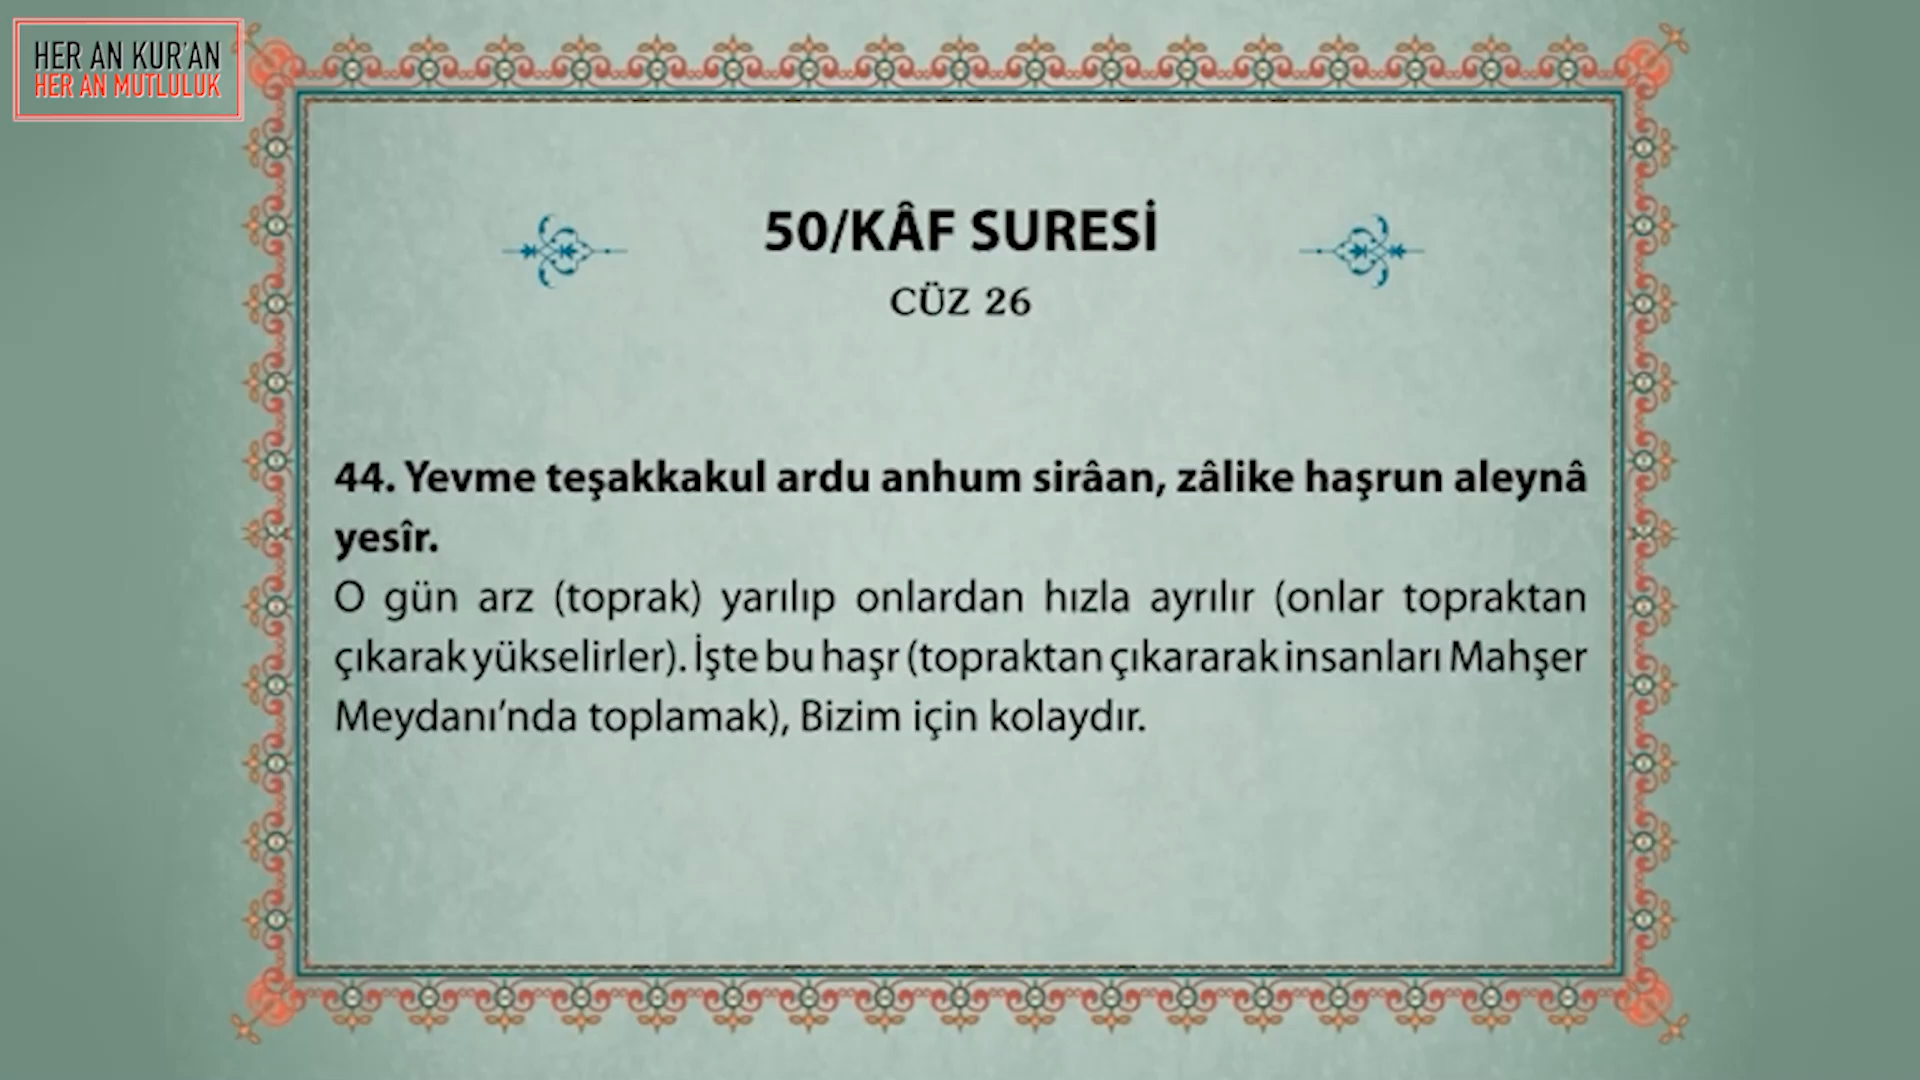 HER AN KUR'AN
HER AN MUTLULUK
50/KÂF SURESİ
CÜZ 26
44. Yevme teşakkakul ardu anhum sirâan, zâlike haşrun aleynâ
yesîr.
O gün arz (toprak) yarılıp onlardan hızla ayrılır (onlar topraktan
çıkarak yükselirler). İşte bu haşr (topraktan çıkararak insanları Mahşer
Meydanı’nda toplamak), Bizim için kolaydır.